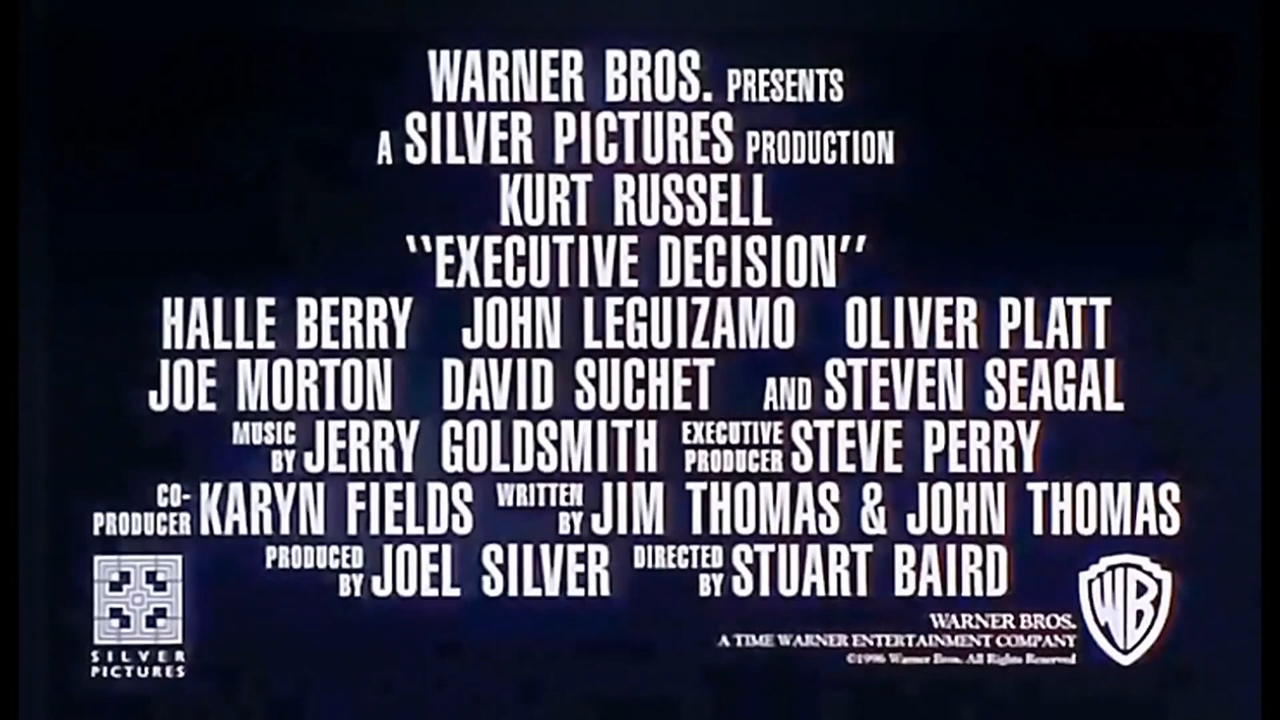 WARNER BROS. PRESENTS
A SILVER PICTURES PRODUCTION
KURT RUSSELL
"EXECUTIVE DECISION"
HALLE BERRY JOHN LEGUIZAMO OLIVER PLATT
JOE MORTON DAVID SUCHET AND STEVEN SEAGAL
MUSIC BY JERRY GOLDSMITH EXECUTIVE PRODUCER STEVE PERRY
CO-PRODUCER KARYN FIELDS WRITTEN BY JIM THOMAS & JOHN THOMAS
PRODUCED BY JOEL SILVER DIRECTED BY STUART BAIRD
SILVER
PICTURES
WARNER BROS.
A TIME WARNER ENTERTAINMENT COMPANY
©1996 Warner Bros. All Rights Reserved
WB